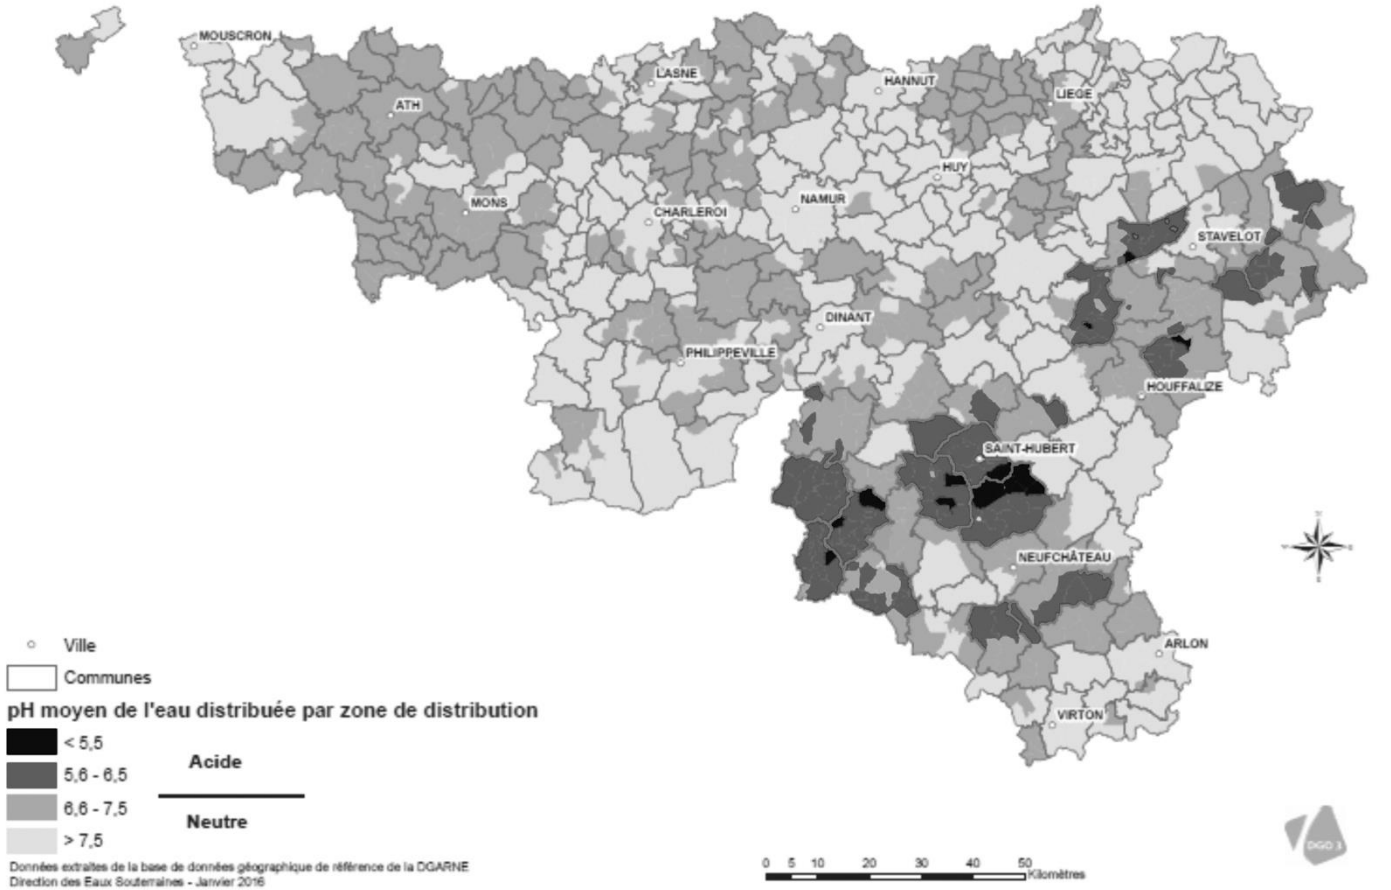 MOUSCRON
LASNE
HANNUT
ATH
LIEGE
HUY
MONS
CHARLEROI
NAMUR
STAVELOT
DINANT
PHILIPPEVILLE
HOUFFALIZE
SAINT-HUBERT
NEUFCHÂTEAU
ARLON
VIRTON
Ville
Communes
pH moyen de l'eau distribuée par zone de distribution
< 5,5
Acide
5,6 - 6,5
6,6 - 7,5
Neutre
> 7,5
Données extraites de la base de données géographique de référence de la DGARNE
Direction des Eaux Souterraines - Janvier 2016
0 5 10 20 30 40 50
Kilomètres
DGO 3